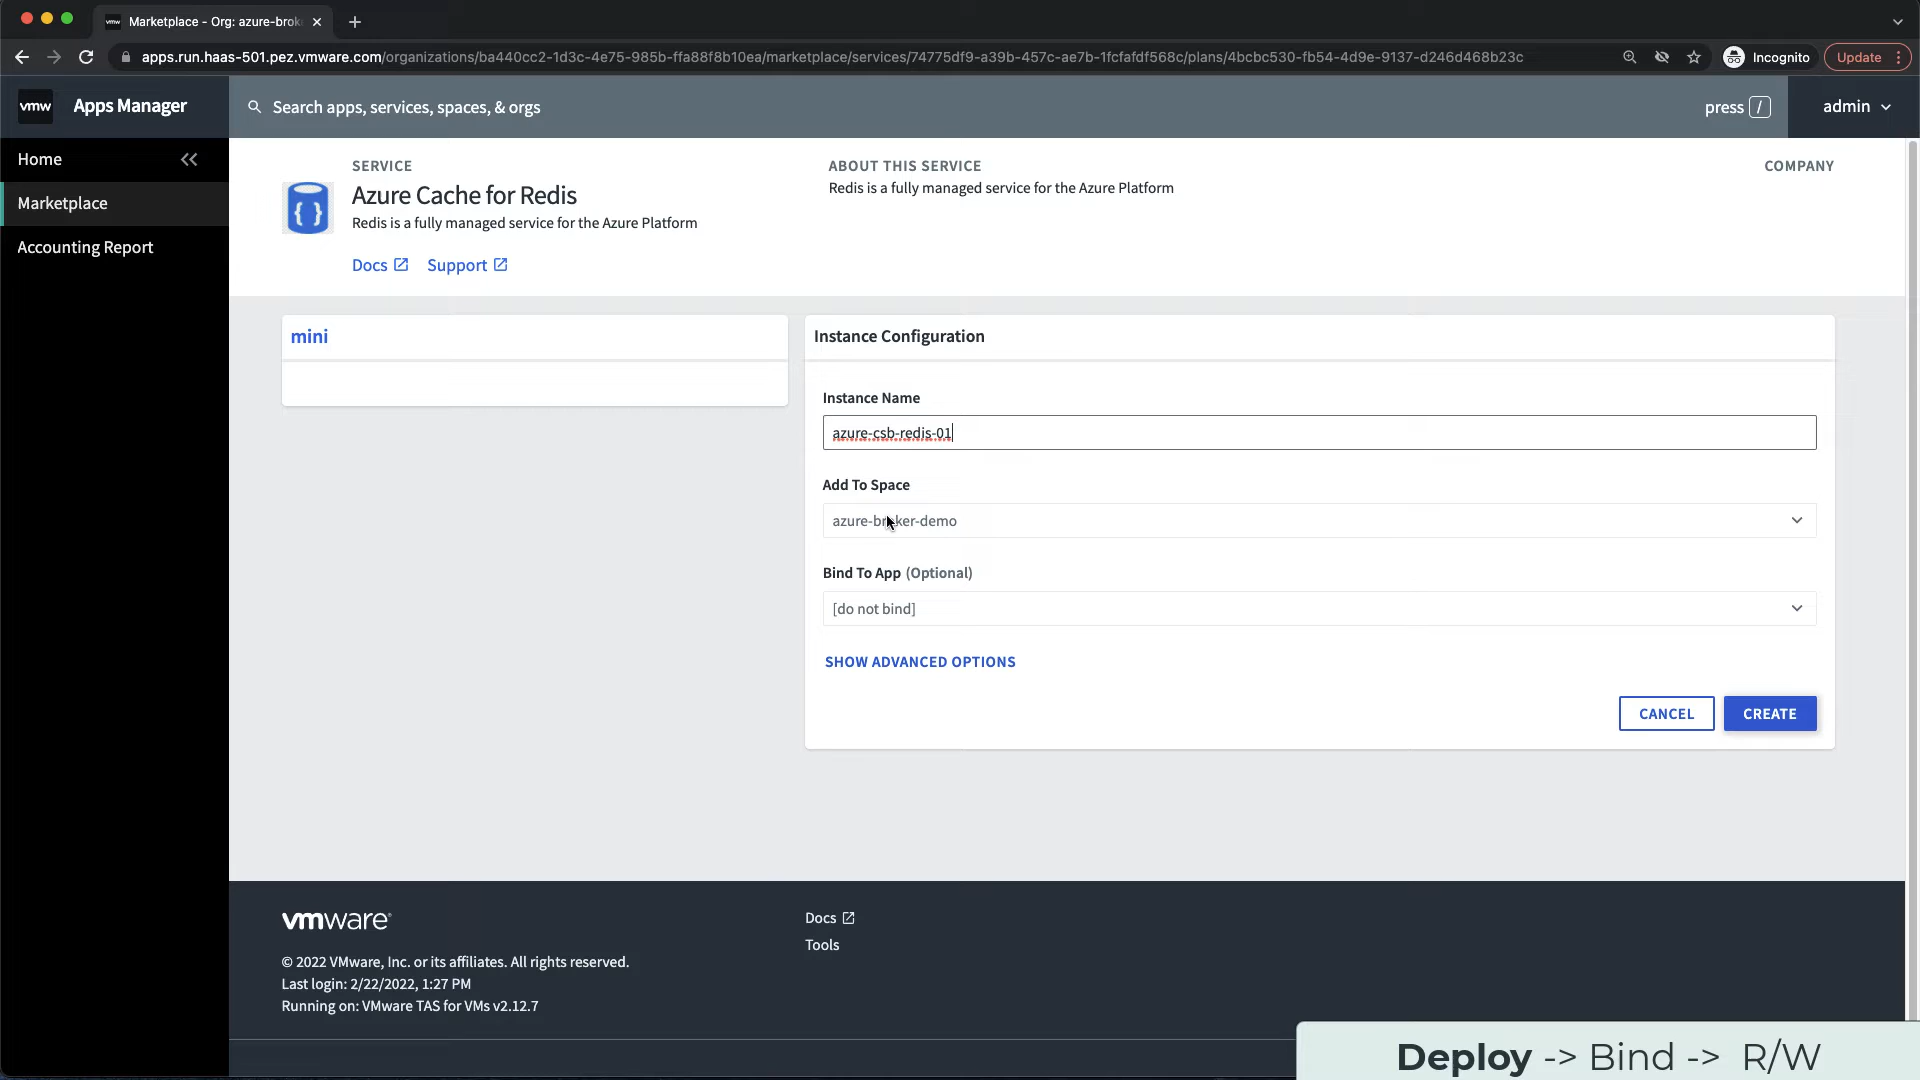 Marketplace - Org: azure-brok
apps.run.haas-501.pez.vmware.com/organizations/ba440cc2-1d3c-4e75-985b-ffa88f8b10ea/marketplace/services/74775df9-a39b-457c-ae7b-1fcfafdf568c/plans/4bcbc530-fb54-4d9e-9137-d246d468b23c
Incognito
Update
vmw
Apps Manager
Search apps, services, spaces, & orgs
press /
admin
Home
Marketplace
Accounting Report
SERVICE
Azure Cache for Redis
Redis is a fully managed service for the Azure Platform
Docs
Support
ABOUT THIS SERVICE
Redis is a fully managed service for the Azure Platform
COMPANY
mini
Instance Configuration
Instance Name
azure-csb-redis-01
Add To Space
azure-broker-demo
Bind To App (Optional)
[do not bind]
SHOW ADVANCED OPTIONS
CANCEL
CREATE
vmware
© 2022 VMware, Inc. or its affiliates. All rights reserved.
Last login: 2/22/2022, 1:27 PM
Running on: VMware TAS for VMs v2.12.7
Docs
Tools
Deploy -> Bind -> R/W